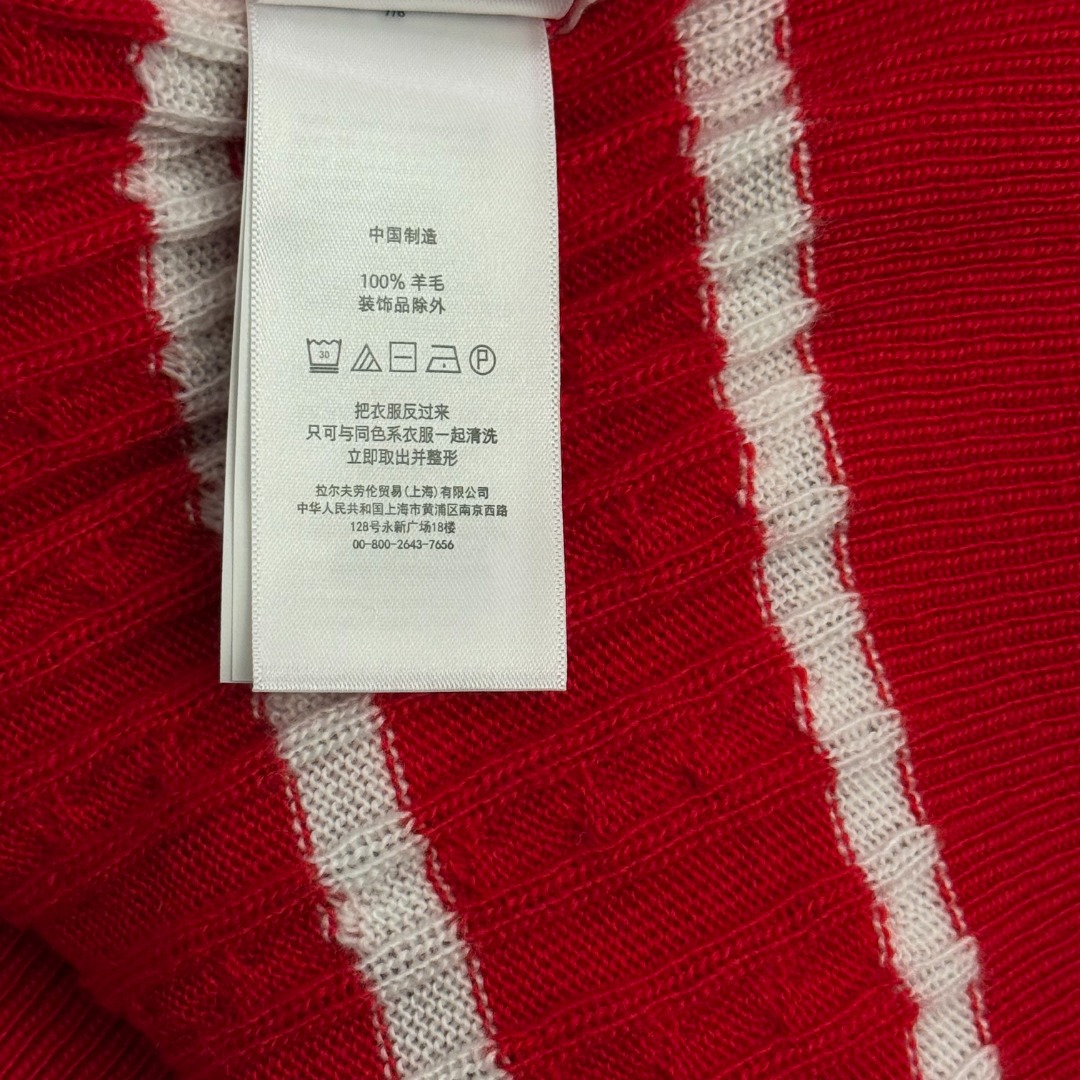 中国制造
100% 羊毛
装饰品除外
30
P
把衣服反过来
只可与同色系衣服一起清洗
立即取出并整形
拉尔夫劳伦贸易(上海)有限公司
中华人民共和国上海市黄浦区南京西路
128号永新广场18楼
00-800-2643-7656